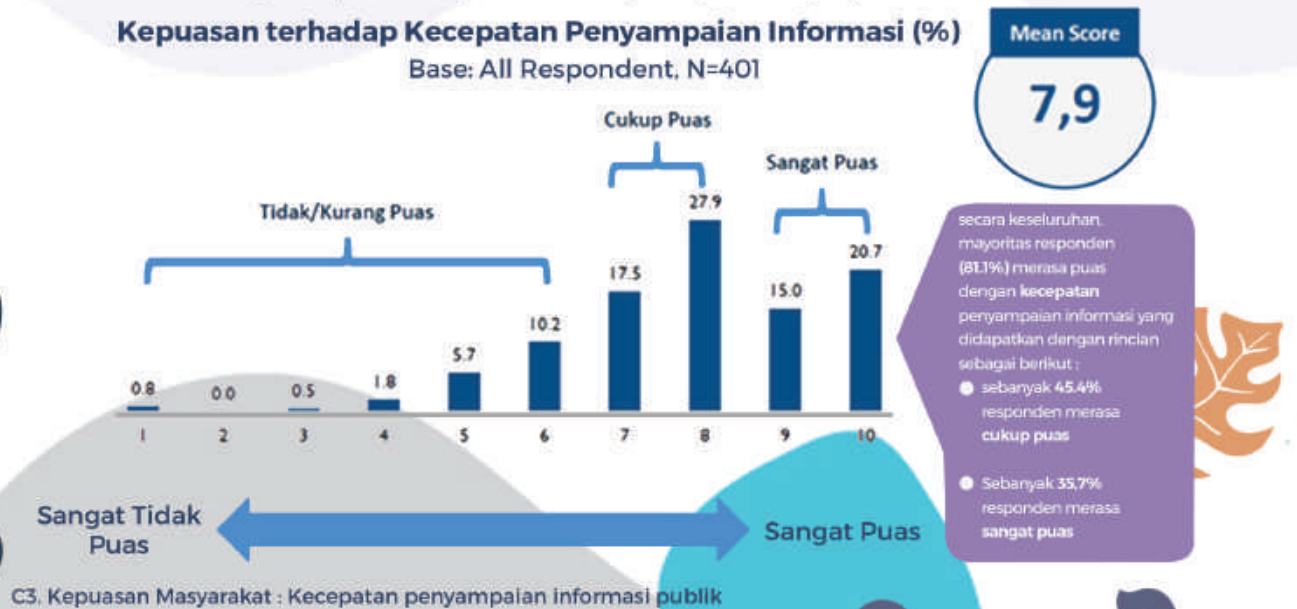 Kepuasan terhadap Kecepatan Penyampaian Informasi (%)
Base: All Respondent, N=401
Mean Score
7,9
Cukup Puas
Sangat Puas
Tidak/Kurang Puas
0.8
0.0
0.5
1.8
5.7
10.2
17.5
27.9
15.0
20.7
1 2 3 4 5 6 7 8 9 10
Sangat Tidak
Puas
Sangat Puas
secara keseluruhan,
mayoritas responden
(81.1%) merasa puas
dengan kecepatan
penyampaian informasi yang
didapatkan dengan rincian
sebagai berikut :
sebanyak 45.4%
responden merasa
cukup puas
Sebanyak 35,7%
responden merasa
sangat puas
C3. Kepuasan Masyarakat : Kecepatan penyampaian informasi publik